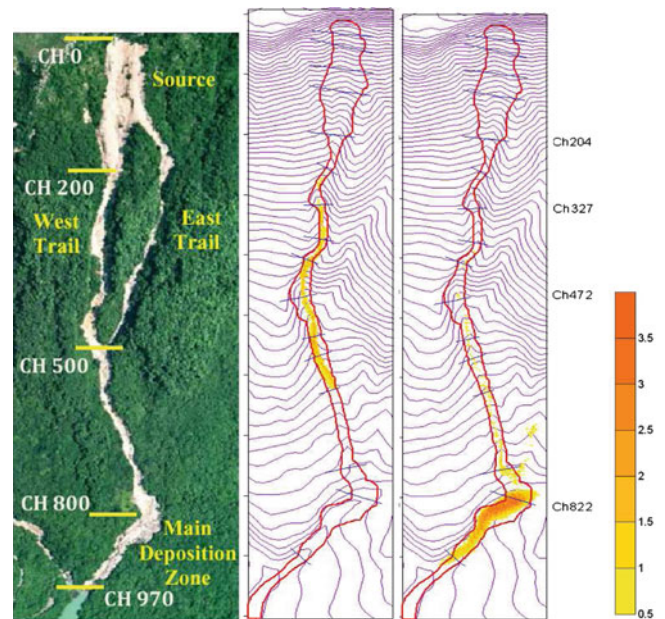 CH 0
Source
CH 200
West
Trail
East
Trail
CH 500
CH 800
Main
Deposition
Zone
CH 970
Ch204
Ch327
Ch472
Ch822
3.5
3
2.5
2
1.5
1
0.5